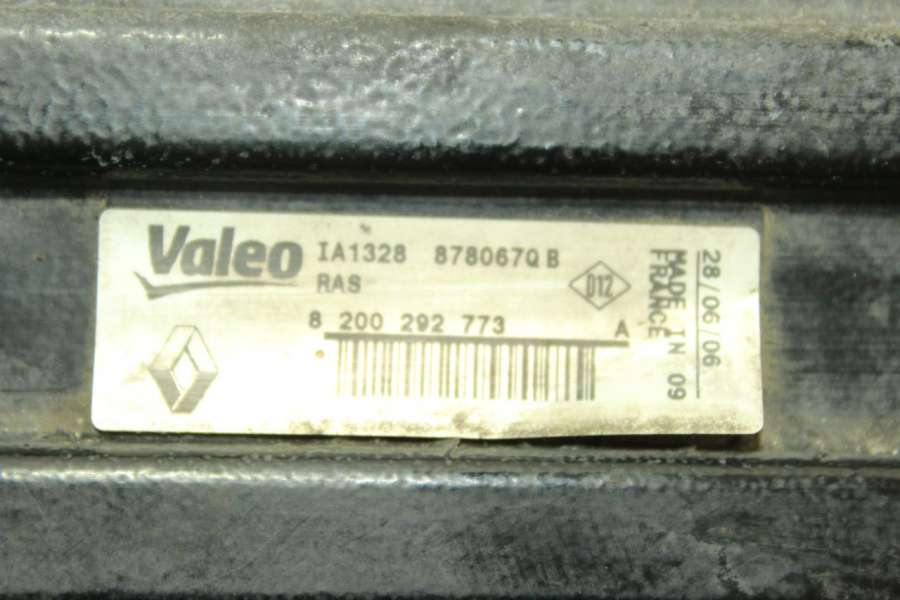 Valeo
IA1328 878067Q B
RAS
D12
8 200 292 773 A
28/06/06
MADE IN 09
FRANCE